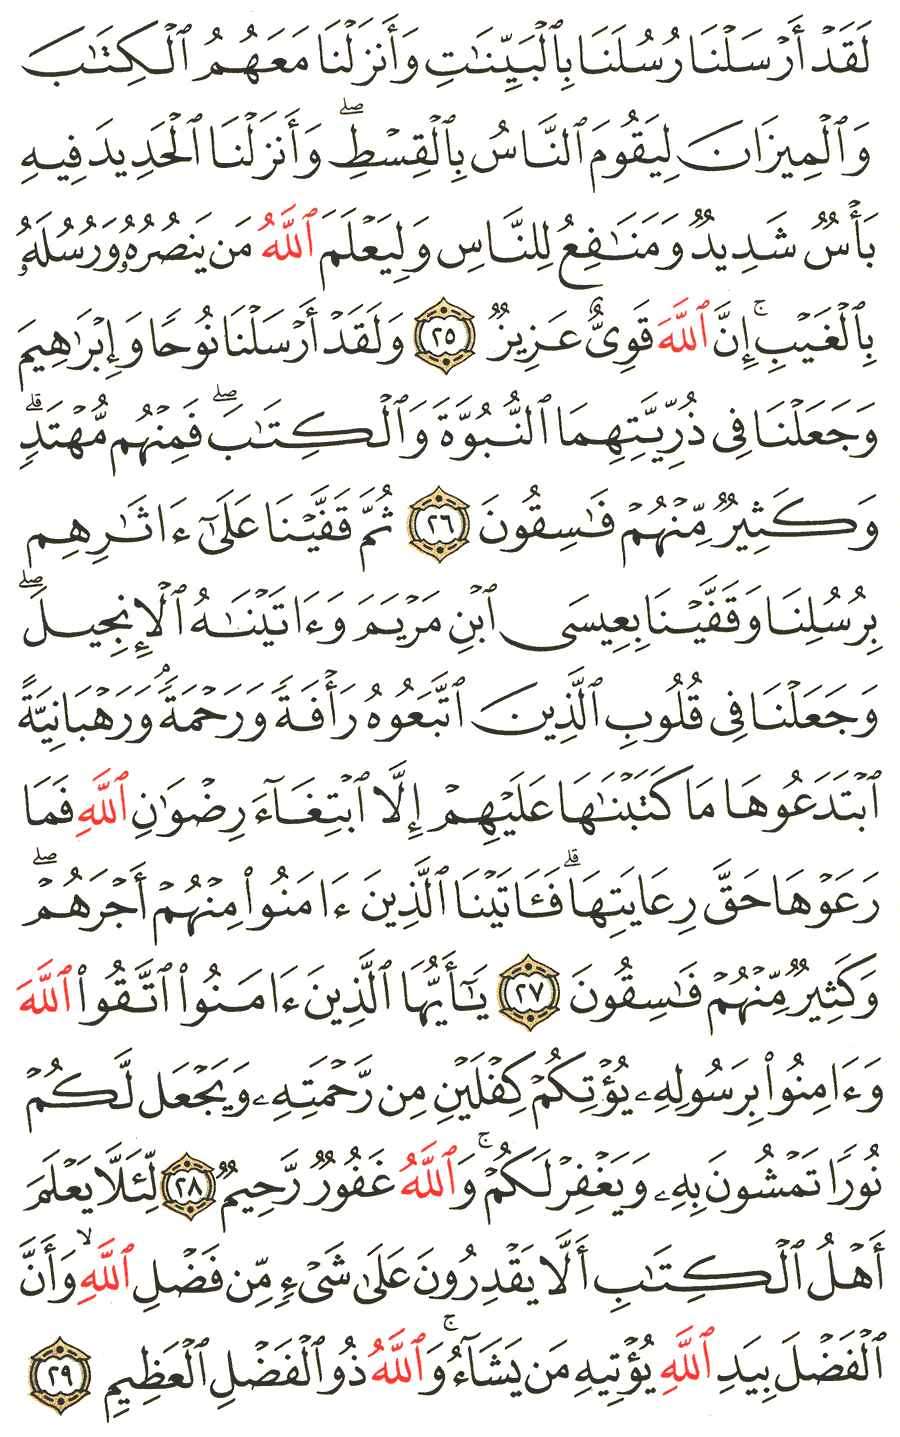 لَقَدْ أَرْسَلْنَا رُسُلَنَا بِٱلْبَيِّنَـٰتِ وَأَنزَلْنَا مَعَهُمُ ٱلْكِتَـٰبَ
وَٱلْمِيزَانَ لِيَقُومَ ٱلنَّاسُ بِٱلْقِسْطِ ۖ وَأَنزَلْنَا ٱلْحَدِيدَ فِيهِ
بَأْسٌ شَدِيدٌ وَمَنَـٰفِعُ لِلنَّاسِ وَلِيَعْلَمَ ٱللَّهُ مَن يَنصُرُهُۥ وَرُسُلَهُۥ
بِٱلْغَيْبِ ۚ إِنَّ ٱللَّهَ قَوِىٌّ عَزِيزٌ ٢٥ وَلَقَدْ أَرْسَلْنَا نُوحًا وَإِبْرَٰهِيمَ
وَجَعَلْنَا فِى ذُرِّيَّتِهِمَا ٱلنُّبُوَّةَ وَٱلْكِتَـٰبَ ۖ فَمِنْهُم مُّهْتَدٍ ۖ
وَكَثِيرٌ مِّنْهُمْ فَـٰسِقُونَ ٢٦ ثُمَّ قَفَّيْنَا عَلَىٰٓ ءَاثَـٰرِهِم
بِرُسُلِنَا وَقَفَّيْنَا بِعِيسَى ٱبْنِ مَرْيَمَ وَءَاتَيْنَـٰهُ ٱلْإِنجِيلَ ۖ
وَجَعَلْنَا فِى قُلُوبِ ٱلَّذِينَ ٱتَّبَعُوهُ رَأْفَةً وَرَحْمَةً ۚ وَرَهْبَانِيَّةً
ٱبْتَدَعُوهَا مَا كَتَبْنَـٰهَا عَلَيْهِمْ إِلَّا ٱبْتِغَآءَ رِضْوَٰنِ ٱللَّهِ فَمَا
رَعَوْهَا حَقَّ رِعَايَتِهَا ۗ فَـَٔاتَيْنَا ٱلَّذِينَ ءَامَنُوا۟ مِنْهُمْ أَجْرَهُمْ ۖ
وَكَثِيرٌ مِّنْهُمْ فَـٰسِقُونَ ٢٧ يَـٰٓأَيُّهَا ٱلَّذِينَ ءَامَنُوا۟ ٱتَّقُوا۟ ٱللَّهَ
وَءَامِنُوا۟ بِرَسُولِهِۦ يُؤْتِكُمْ كِفْلَيْنِ مِن رَّحْمَتِهِۦ وَيَجْعَل لَّكُمْ
نُورًا تَمْشُونَ بِهِۦ وَيَغْفِرْ لَكُمْ ۚ وَٱللَّهُ غَفُورٌ رَّحِيمٌ ٢٨ لِّئَلَّا يَعْلَمَ
أَهْلُ ٱلْكِتَـٰبِ أَلَّا يَقْدِرُونَ عَلَىٰ شَىْءٍ مِّن فَضْلِ ٱللَّهِ ۙ وَأَنَّ
ٱلْفَضْلَ بِيَدِ ٱللَّهِ يُؤْتِيهِ مَن يَشَآءُ ۚ وَٱللَّهُ ذُو ٱلْفَضْلِ ٱلْعَظِيمِ ٢٩